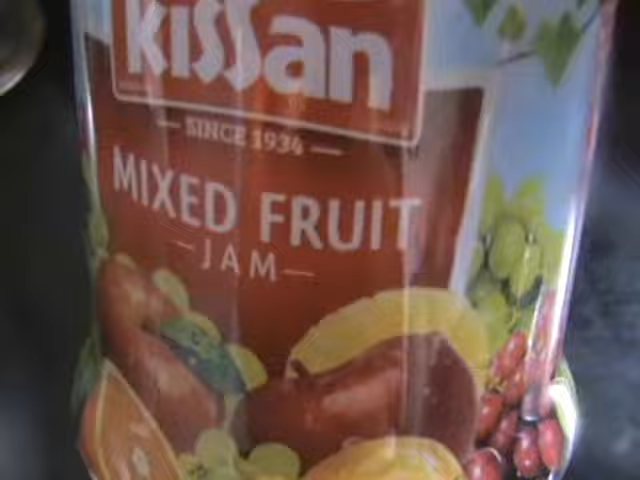 Kissan
— SINCE 1934 —
MIXED FRUIT
— JAM —